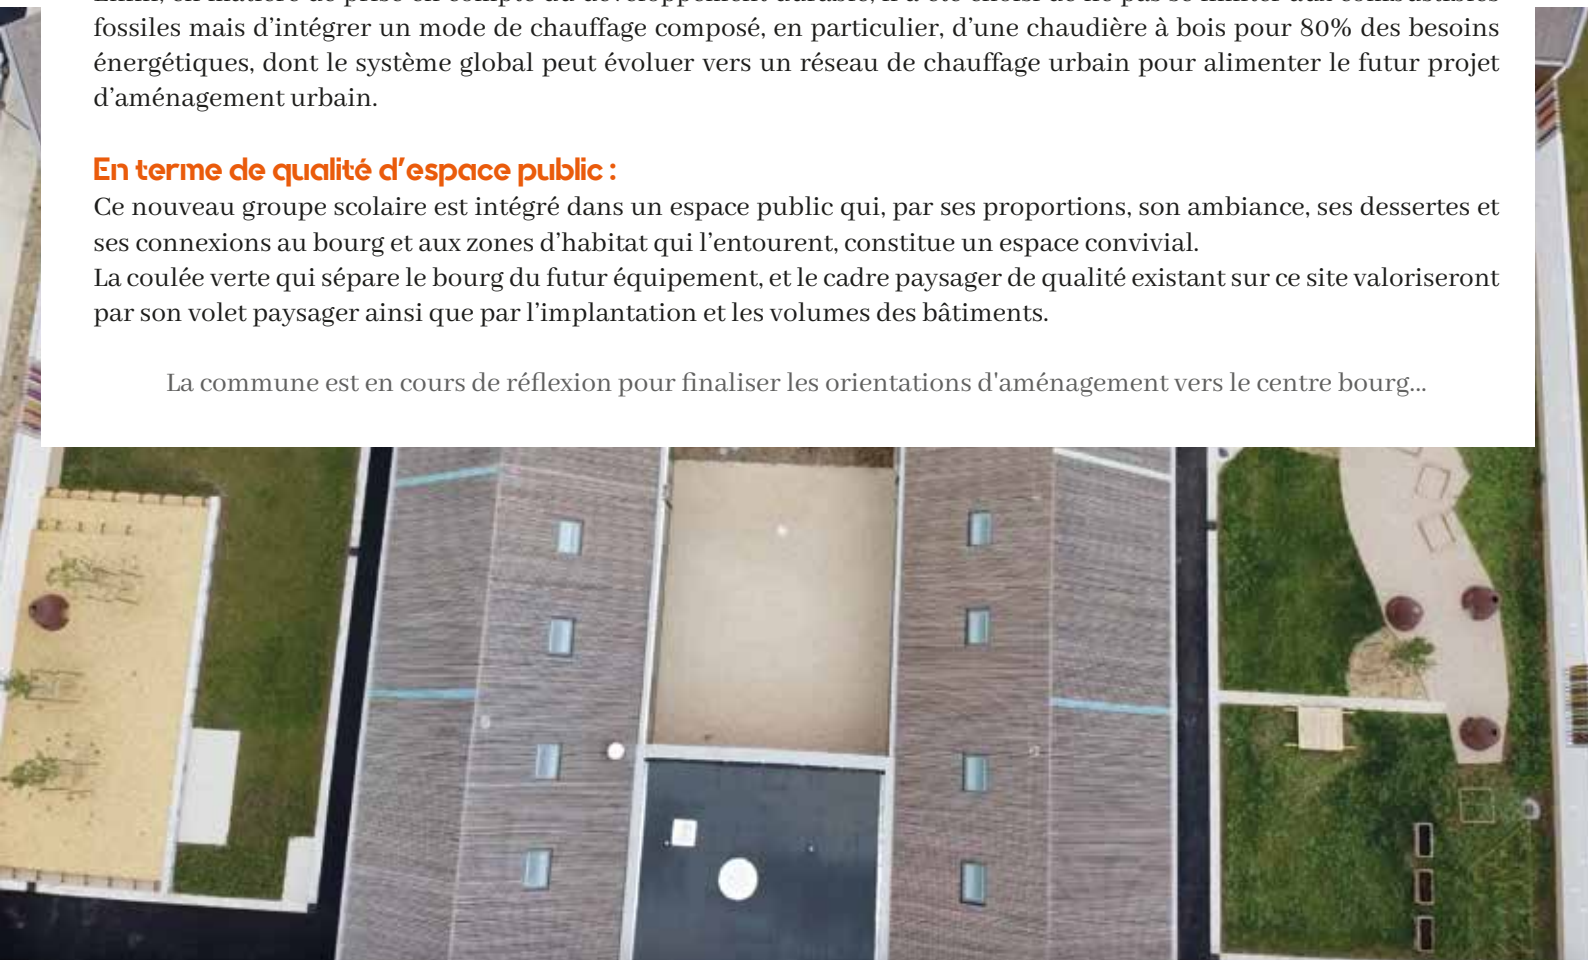 fossiles mais d'intégrer un mode de chauffage composé, en particulier, d'une chaudière à bois pour 80% des besoins
énergétiques, dont le système global peut évoluer vers un réseau de chauffage urbain pour alimenter le futur projet
d'aménagement urbain.
En terme de qualité d'espace public :
Ce nouveau groupe scolaire est intégré dans un espace public qui, par ses proportions, son ambiance, ses dessertes et
ses connexions au bourg et aux zones d'habitat qui l'entourent, constitue un espace convivial.
La coulée verte qui sépare le bourg du futur équipement, et le cadre paysager de qualité existant sur ce site valoriseront
par son volet paysager ainsi que par l'implantation et les volumes des bâtiments.
La commune est en cours de réflexion pour finaliser les orientations d'aménagement vers le centre bourg...